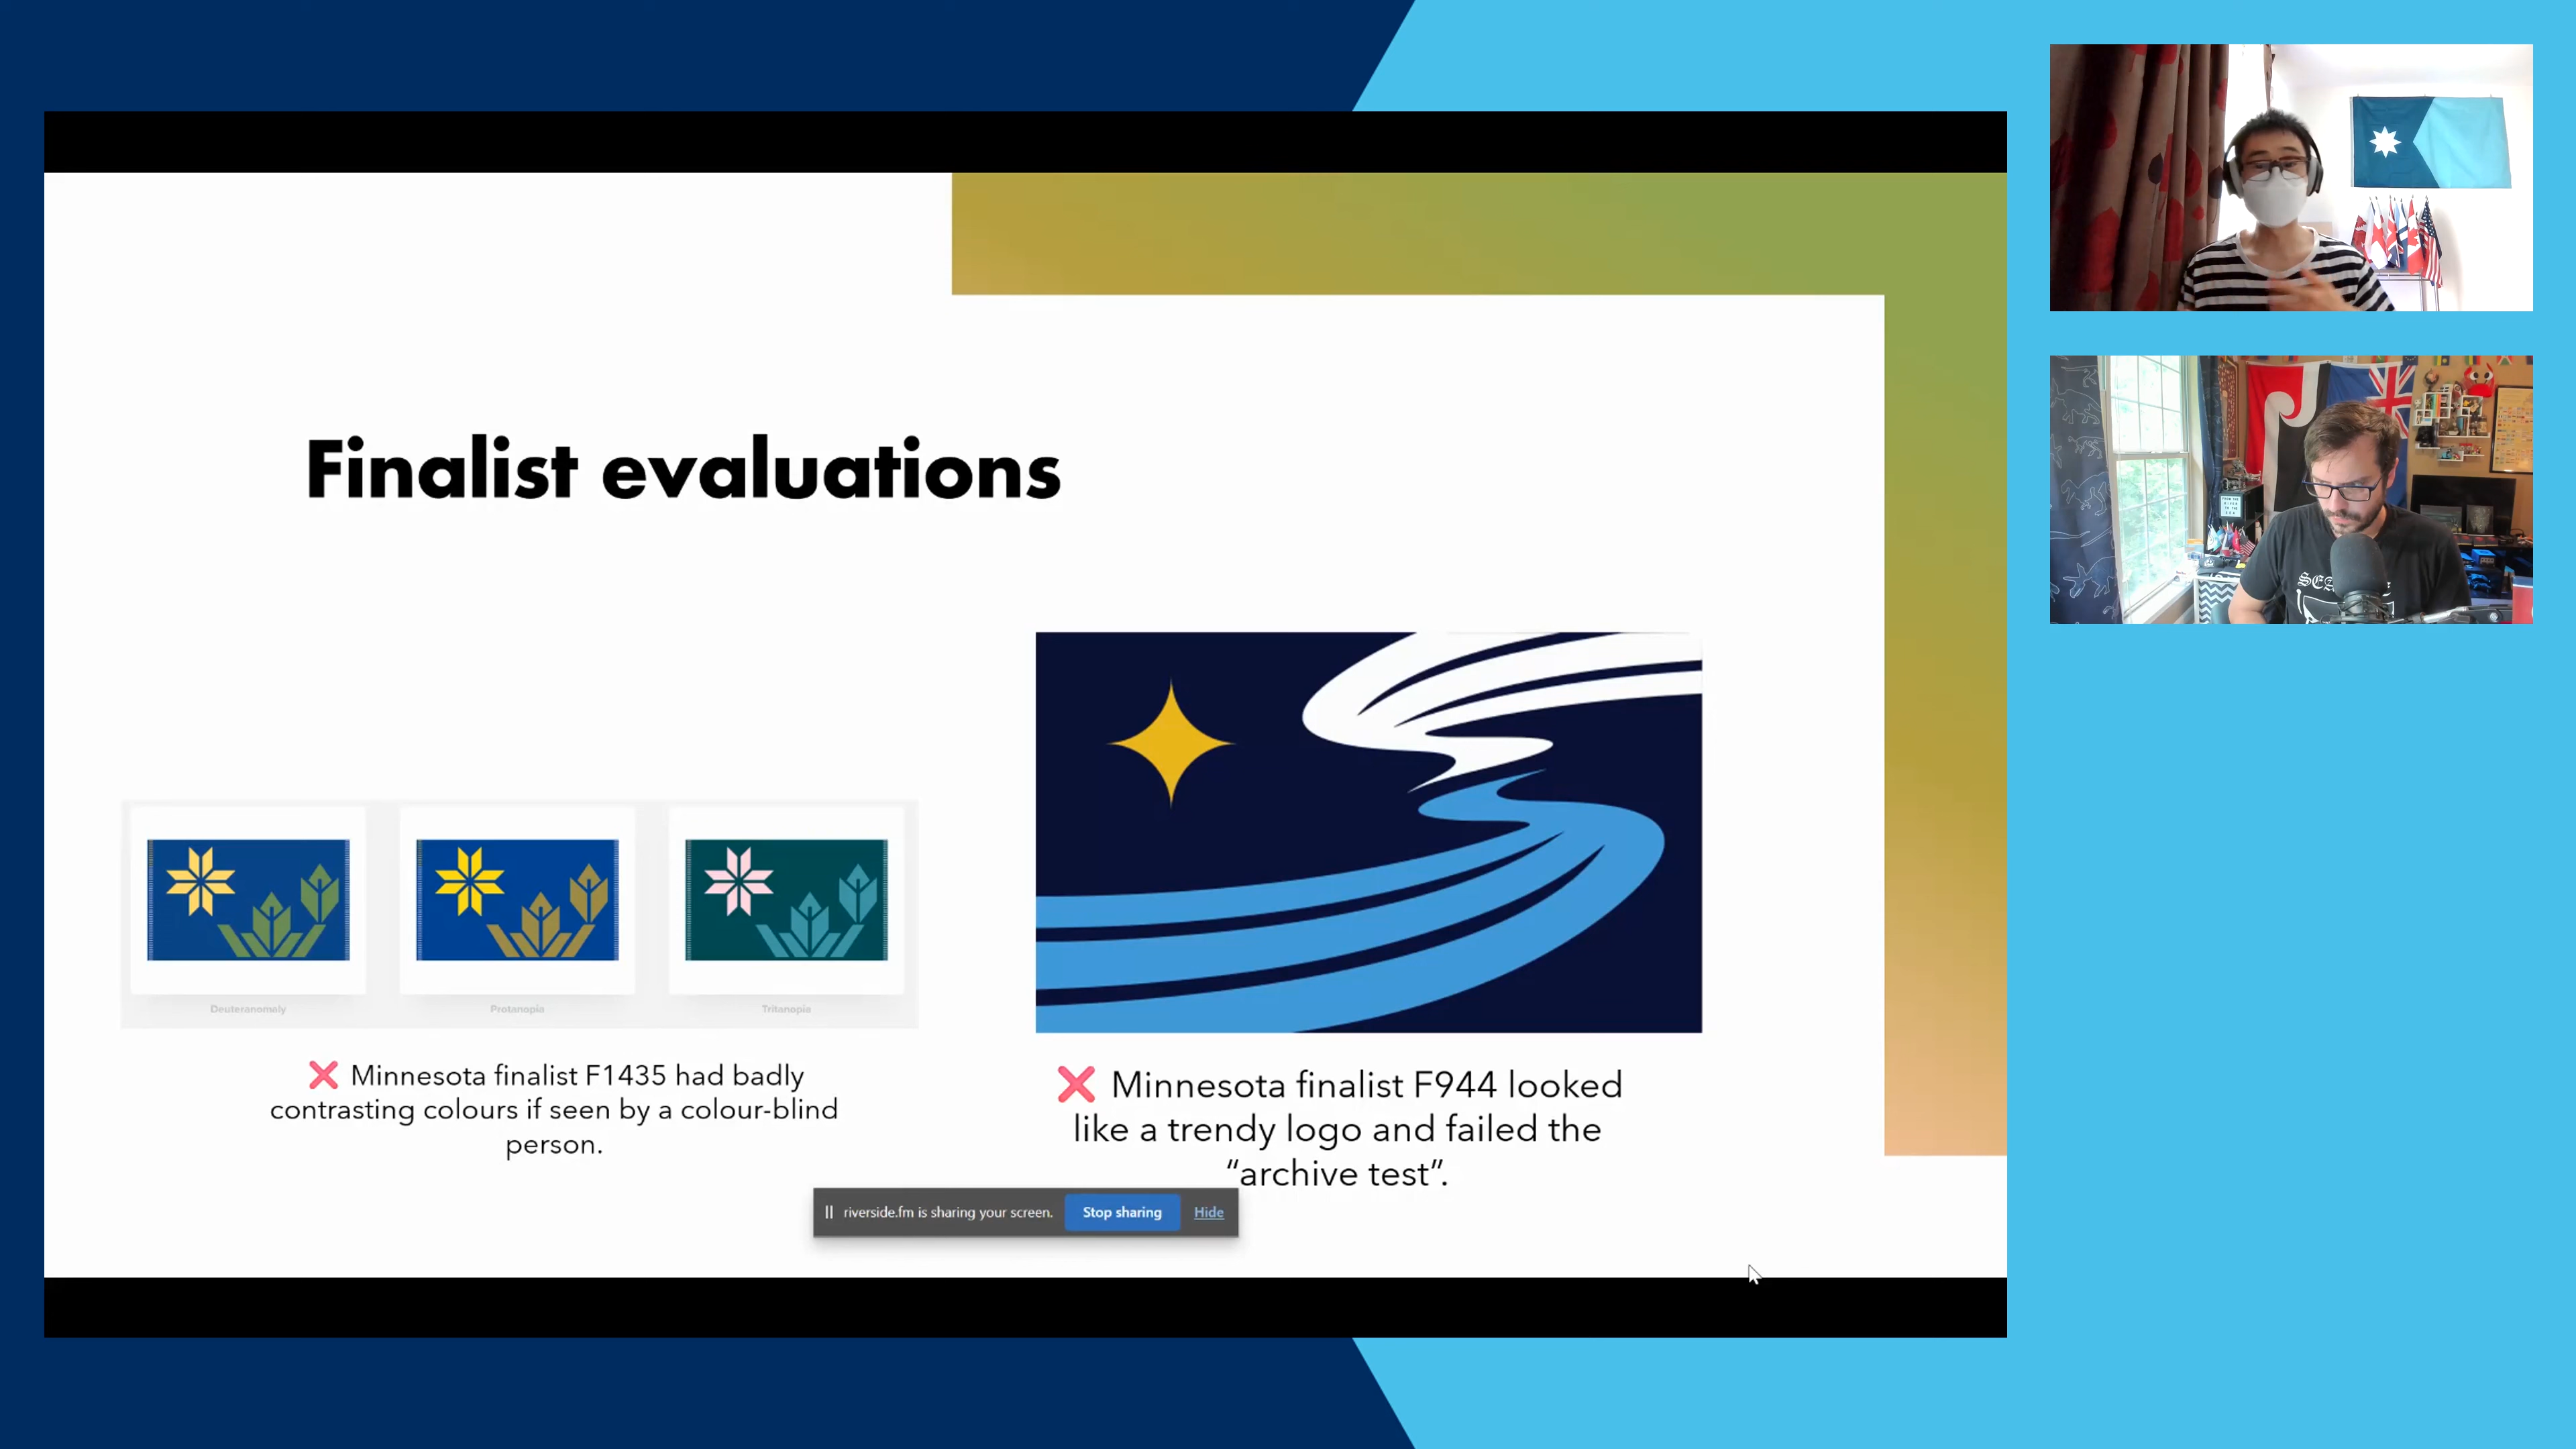 Finalist evaluations
Deuteranomaly
Protanopia
Tritanopia
❌ Minnesota finalist F1435 had badly
contrasting colours if seen by a colour-blind
person.
❌ Minnesota finalist F944 looked
like a trendy logo and failed the
“archive test”.
riverside.fm is sharing your screen.
Stop sharing
Hide